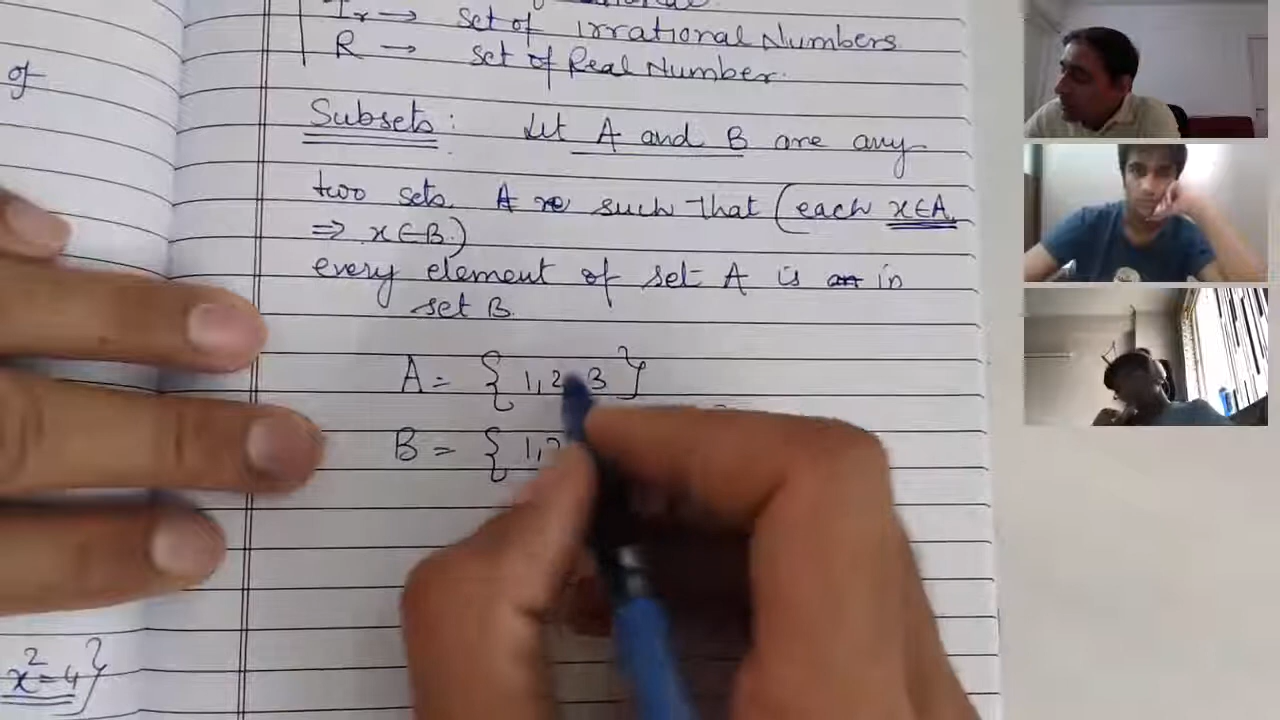 of
Ir → set of irrational Numbers
R → set of Real Number.
Subsets: Let A and B are any
two sets A re such that (each x∈A
⇒ x∈B.)
every element of set A is an in
set B.
A = { 1, 2, 3 }
B = { 1, 2
x² = 4 }